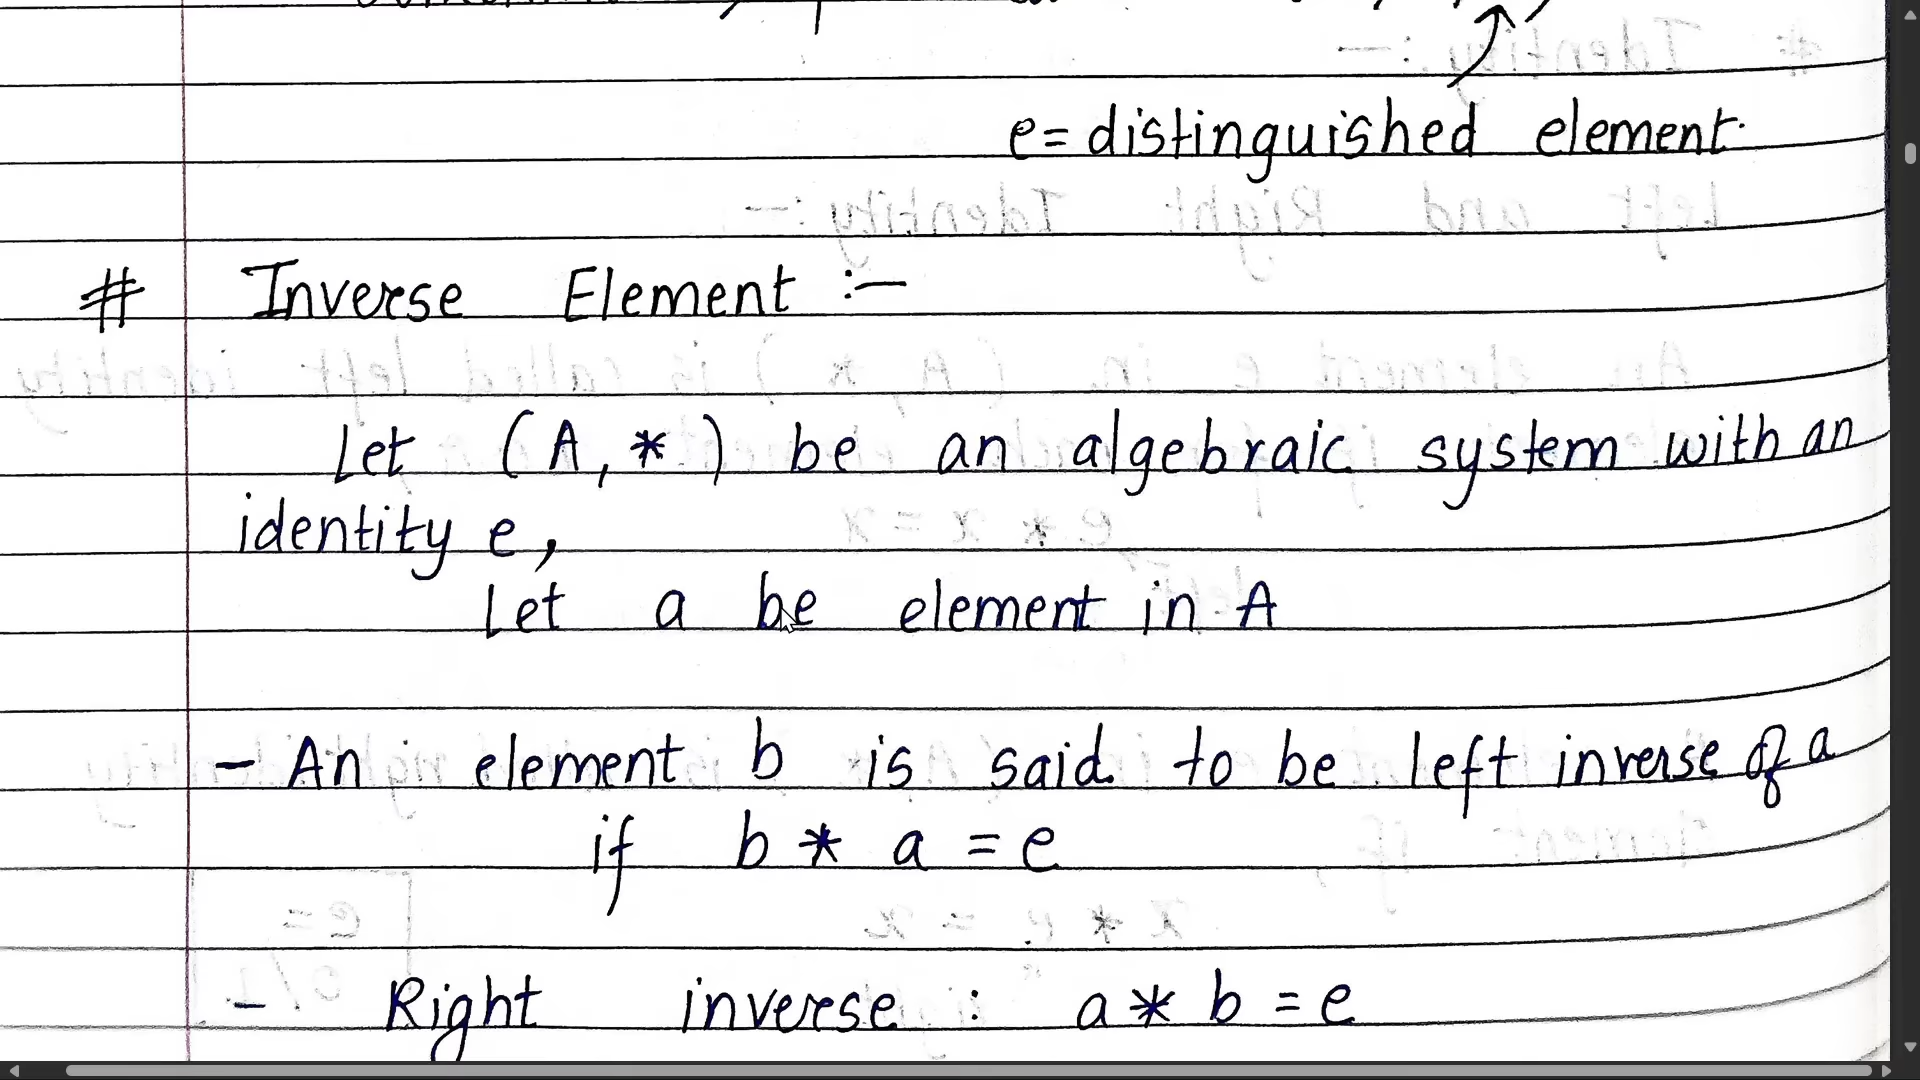 e = distinguished element.
# Inverse Element :-
Let (A, *) be an algebraic system with an
identity e,
Let a be element in A
- An element b is said to be left inverse of a
if b * a = e
- Right inverse : a * b = e